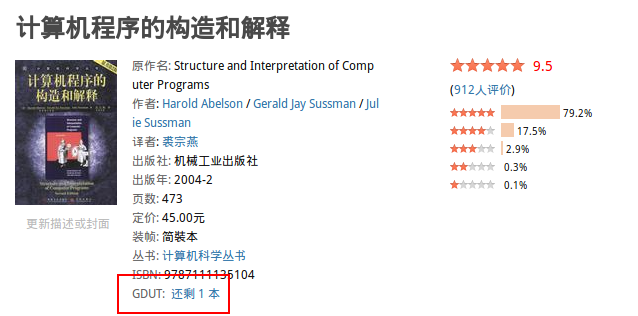 计算机程序的构造和解释
计算机程序的
构造和解释
原作名: Structure and Interpretation of Comp
uter Programs
作者: Harold Abelson / Gerald Jay Sussman / Jul
ie Sussman
译者: 裘宗燕
出版社: 机械工业出版社
出版年: 2004-2
页数: 473
定价: 45.00元
装帧: 简裝本
丛书: 计算机科学丛书
ISBN: 9787111135104
GDUT: 还剩 1 本
更新描述或封面
9.5
(912人评价)
79.2%
17.5%
2.9%
0.3%
0.1%